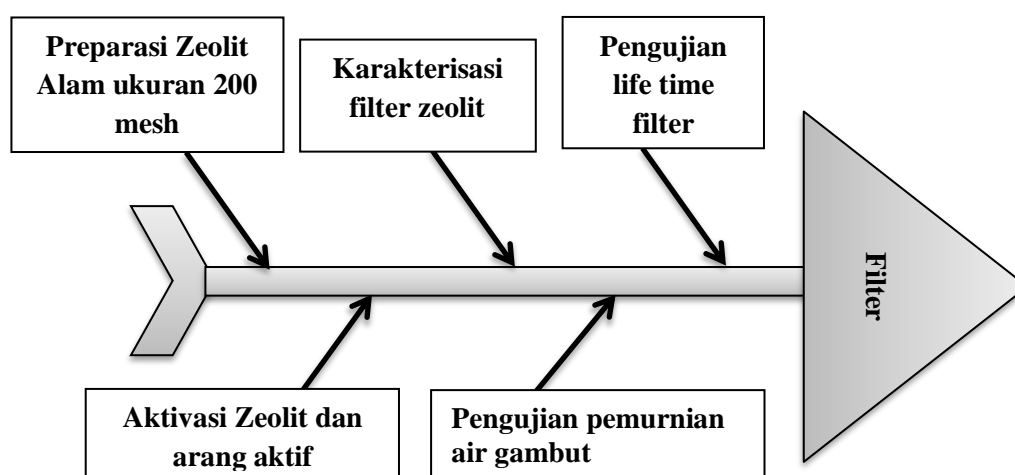 Preparasi Zeolit
Alam ukuran 200
mesh
Karakterisasi
filter zeolit
Pengujian
life time
filter
Filter
Aktivasi Zeolit dan
arang aktif
Pengujian pemurnian
air gambut